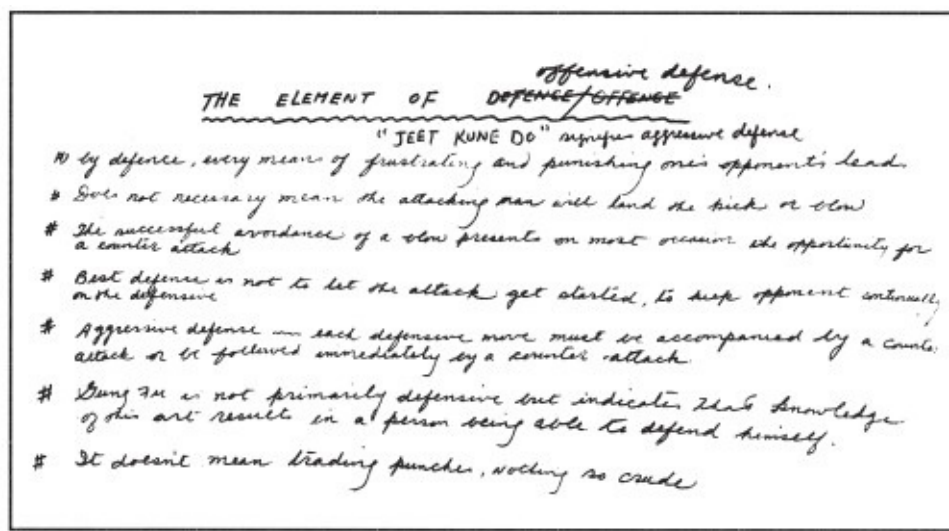 offensive defense.
THE ELEMENT OF DEFENCE/OFFENCE
"JEET KUNE DO" signifies aggressive defense
# by defence, every means of frustrating and punishing one's opponent's lead
# Does not necessary mean the attacking man will land the kick or blow
# The successful avoidance of a blow presents on most occasion the opportunity for
a counter attack
# Best defense is not to let the attack get started, to keep opponent continually
on the defensive
# Aggressive defense — each defensive move must be accompanied by a counter
attack or be followed immediately by a counter-attack
# Gung Fu is not primarily defensive but indicates that knowledge
of this art results in a person being able to defend himself.
# It doesn't mean trading punches, nothing so crude